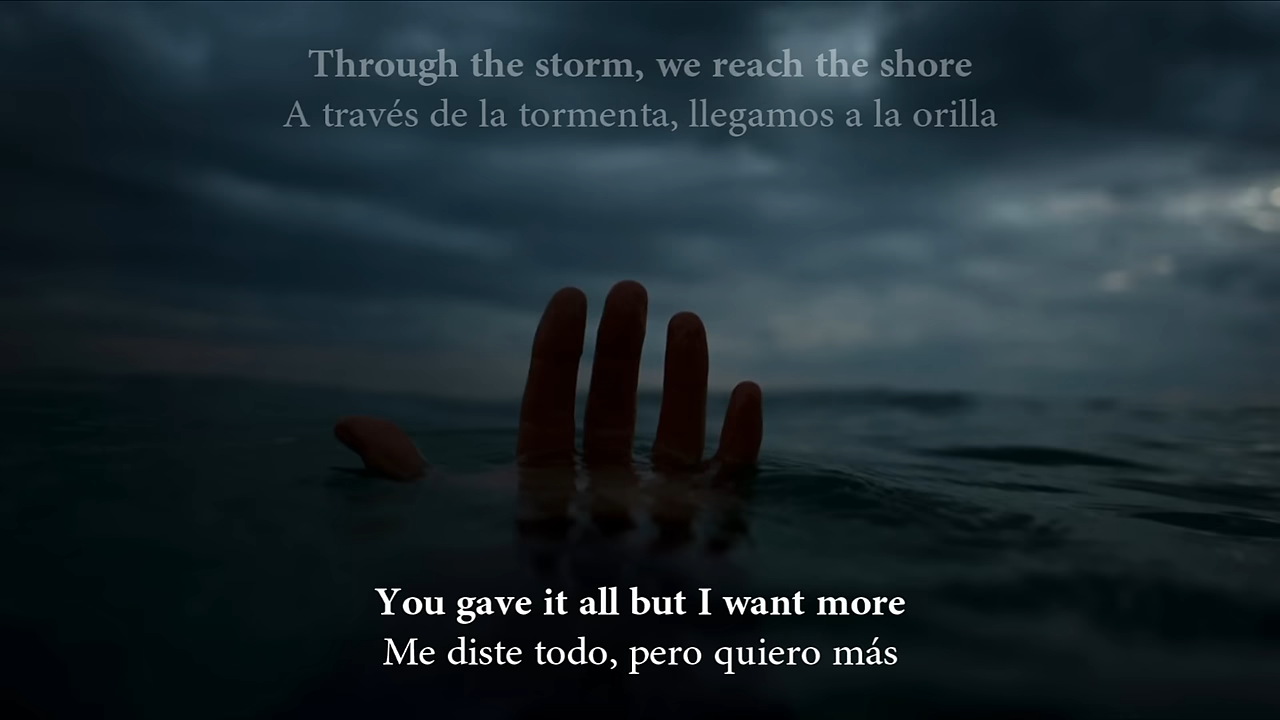 Through the storm, we reach the shore
A través de la tormenta, llegamos a la orilla
You gave it all but I want more
Me diste todo, pero quiero más